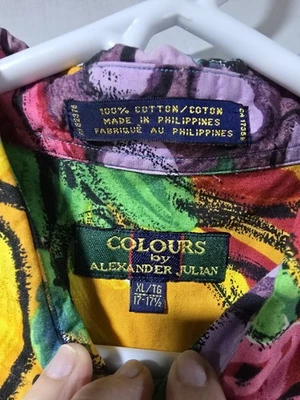 100% COTTON/COTON
MADE IN PHILIPPINES
FABRIQUÉ AU PHILIPPINES
COLOURS
by
ALEXANDER JULIAN
XL/TG
17-17½